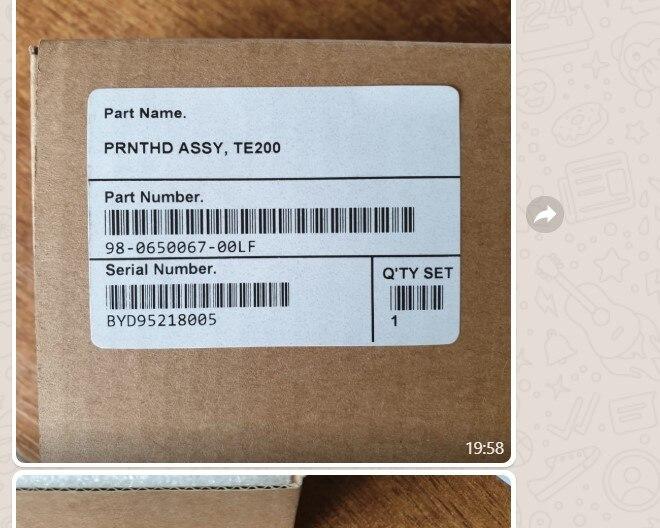 Part Name.
PRNTHD ASSY, TE200
Part Number.
98-0650067-00LF
Serial Number.
BYD95218005
Q'TY SET
1
19:58